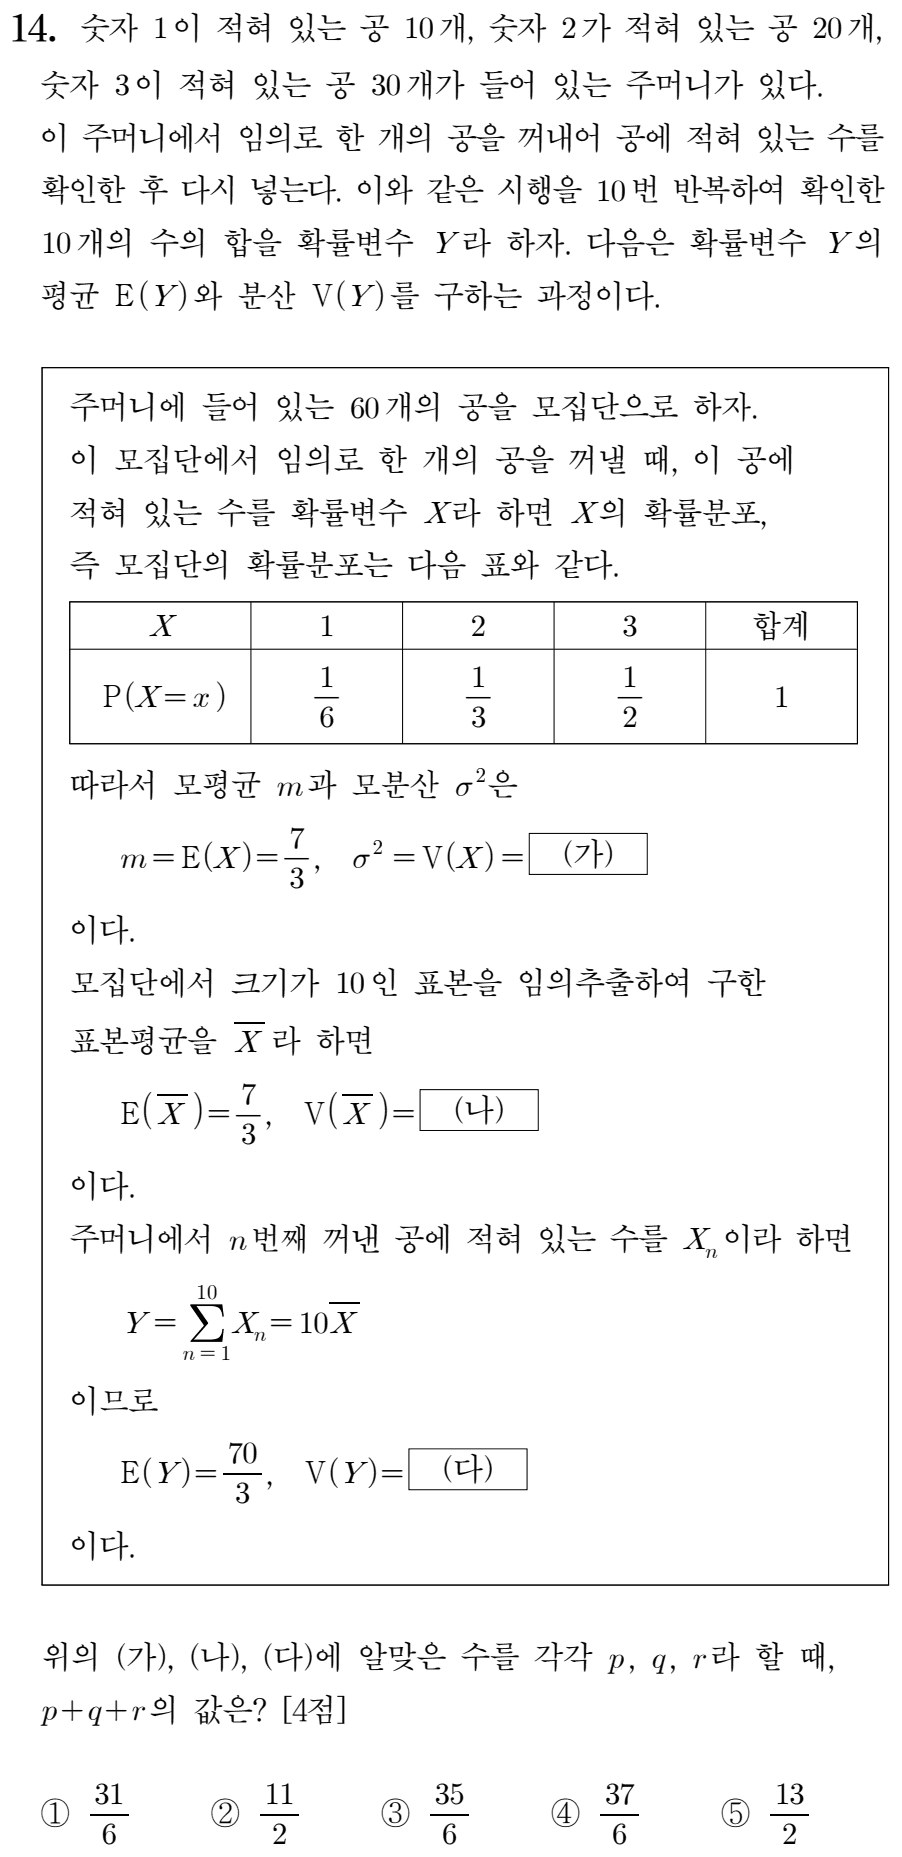 14. 숫자 1이 적혀 있는 공 10개, 숫자 2가 적혀 있는 공 20개,
숫자 3이 적혀 있는 공 30개가 들어 있는 주머니가 있다.
이 주머니에서 임의로 한 개의 공을 꺼내어 공에 적혀 있는 수를
확인한 후 다시 넣는다. 이와 같은 시행을 10번 반복하여 확인한
10개의 수의 합을 확률변수 Y라 하자. 다음은 확률변수 Y의
평균 E(Y)와 분산 V(Y)를 구하는 과정이다.
주머니에 들어 있는 60개의 공을 모집단으로 하자.
이 모집단에서 임의로 한 개의 공을 꺼낼 때, 이 공에
적혀 있는 수를 확률변수 X라 하면 X의 확률분포,
즉 모집단의 확률분포는 다음 표와 같다.
X 1 2 3 합계
P(X=x) 1/6 1/3 1/2 1
따라서 모평균 m과 모분산 σ²은
m=E(X)=7/3, σ²=V(X)= (가)
이다.
모집단에서 크기가 10인 표본을 임의추출하여 구한
표본평균을 X̅라 하면
E(X̅)=7/3, V(X̅)= (나)
이다.
주머니에서 n번째 꺼낸 공에 적혀 있는 수를 Xₙ이라 하면
Y=∑_{n=1}^{10} Xₙ=10X̅
이므로
E(Y)=70/3, V(Y)= (다)
이다.
위의 (가), (나), (다)에 알맞은 수를 각각 p, q, r라 할 때,
p+q+r의 값은? [4점]
① 31/6 ② 11/2 ③ 35/6 ④ 37/6 ⑤ 13/2